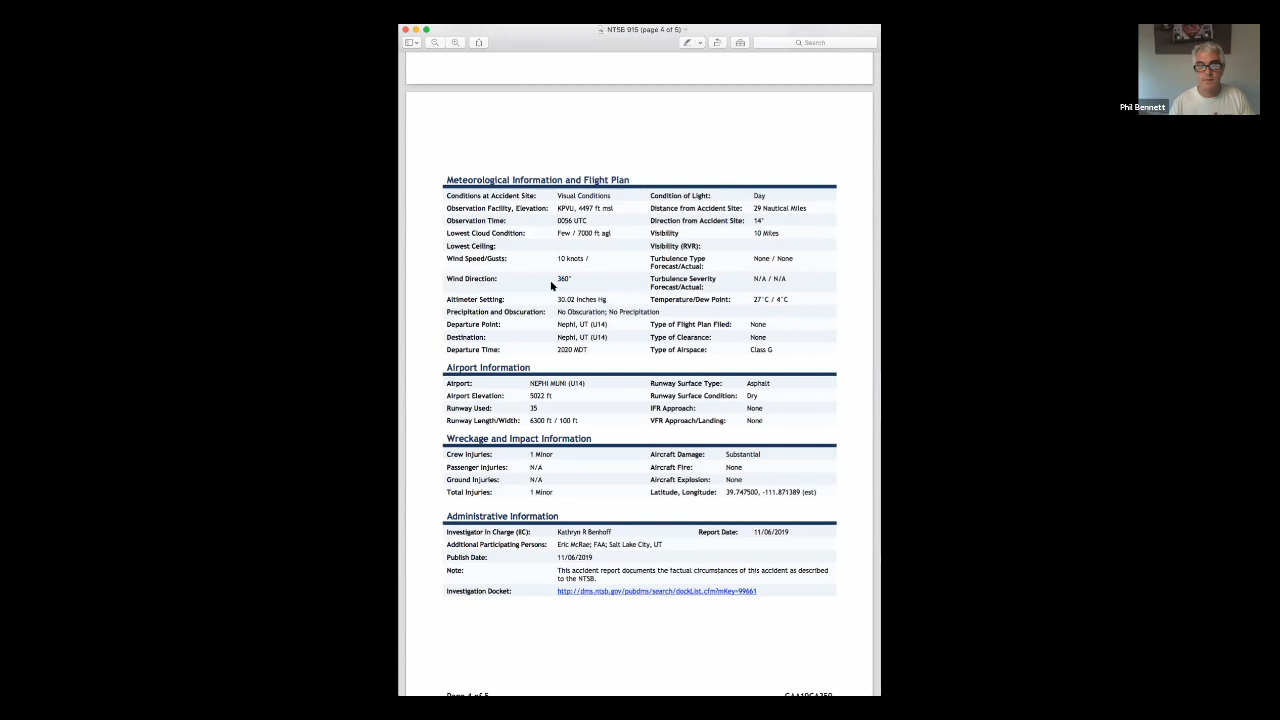 NTSB 915 (page 4 of 5)
Search
Phil Bennett
Meteorological Information and Flight Plan
Conditions at Accident Site: Visual Conditions Condition of Light: Day
Observation Facility, Elevation: KPVU, 4497 ft msl Distance from Accident Site: 29 Nautical Miles
Observation Time: 0056 UTC Direction from Accident Site: 14°
Lowest Cloud Condition: Few / 7000 ft agl Visibility 10 Miles
Lowest Ceiling: Visibility (RVR):
Wind Speed/Gusts: 10 knots / Turbulence Type None / None
Forecast/Actual:
Wind Direction: 360° Turbulence Severity N/A / N/A
Forecast/Actual:
Altimeter Setting: 30.02 inches Hg Temperature/Dew Point: 27°C / 4°C
Precipitation and Obscuration: No Obscuration; No Precipitation
Departure Point: Nephi, UT (U14) Type of Flight Plan Filed: None
Destination: Nephi, UT (U14) Type of Clearance: None
Departure Time: 2020 MDT Type of Airspace: Class G
Airport Information
Airport: NEPHI MUNI (U14) Runway Surface Type: Asphalt
Airport Elevation: 5022 ft Runway Surface Condition: Dry
Runway Used: 35 IFR Approach: None
Runway Length/Width: 6300 ft / 100 ft VFR Approach/Landing: None
Wreckage and Impact Information
Crew Injuries: 1 Minor Aircraft Damage: Substantial
Passenger Injuries: N/A Aircraft Fire: None
Ground Injuries: N/A Aircraft Explosion: None
Total Injuries: 1 Minor Latitude, Longitude: 39.747500, -111.871389 (est)
Administrative Information
Investigator In Charge (IIC): Kathryn R Benhoff Report Date: 11/06/2019
Additional Participating Persons: Eric McRae; FAA; Salt Lake City, UT
Publish Date: 11/06/2019
Note: This accident report documents the factual circumstances of this accident as described
to the NTSB.
Investigation Docket: http://dms.ntsb.gov/pubdms/search/dockList.cfm?mKey=99661
Page 4 of 5